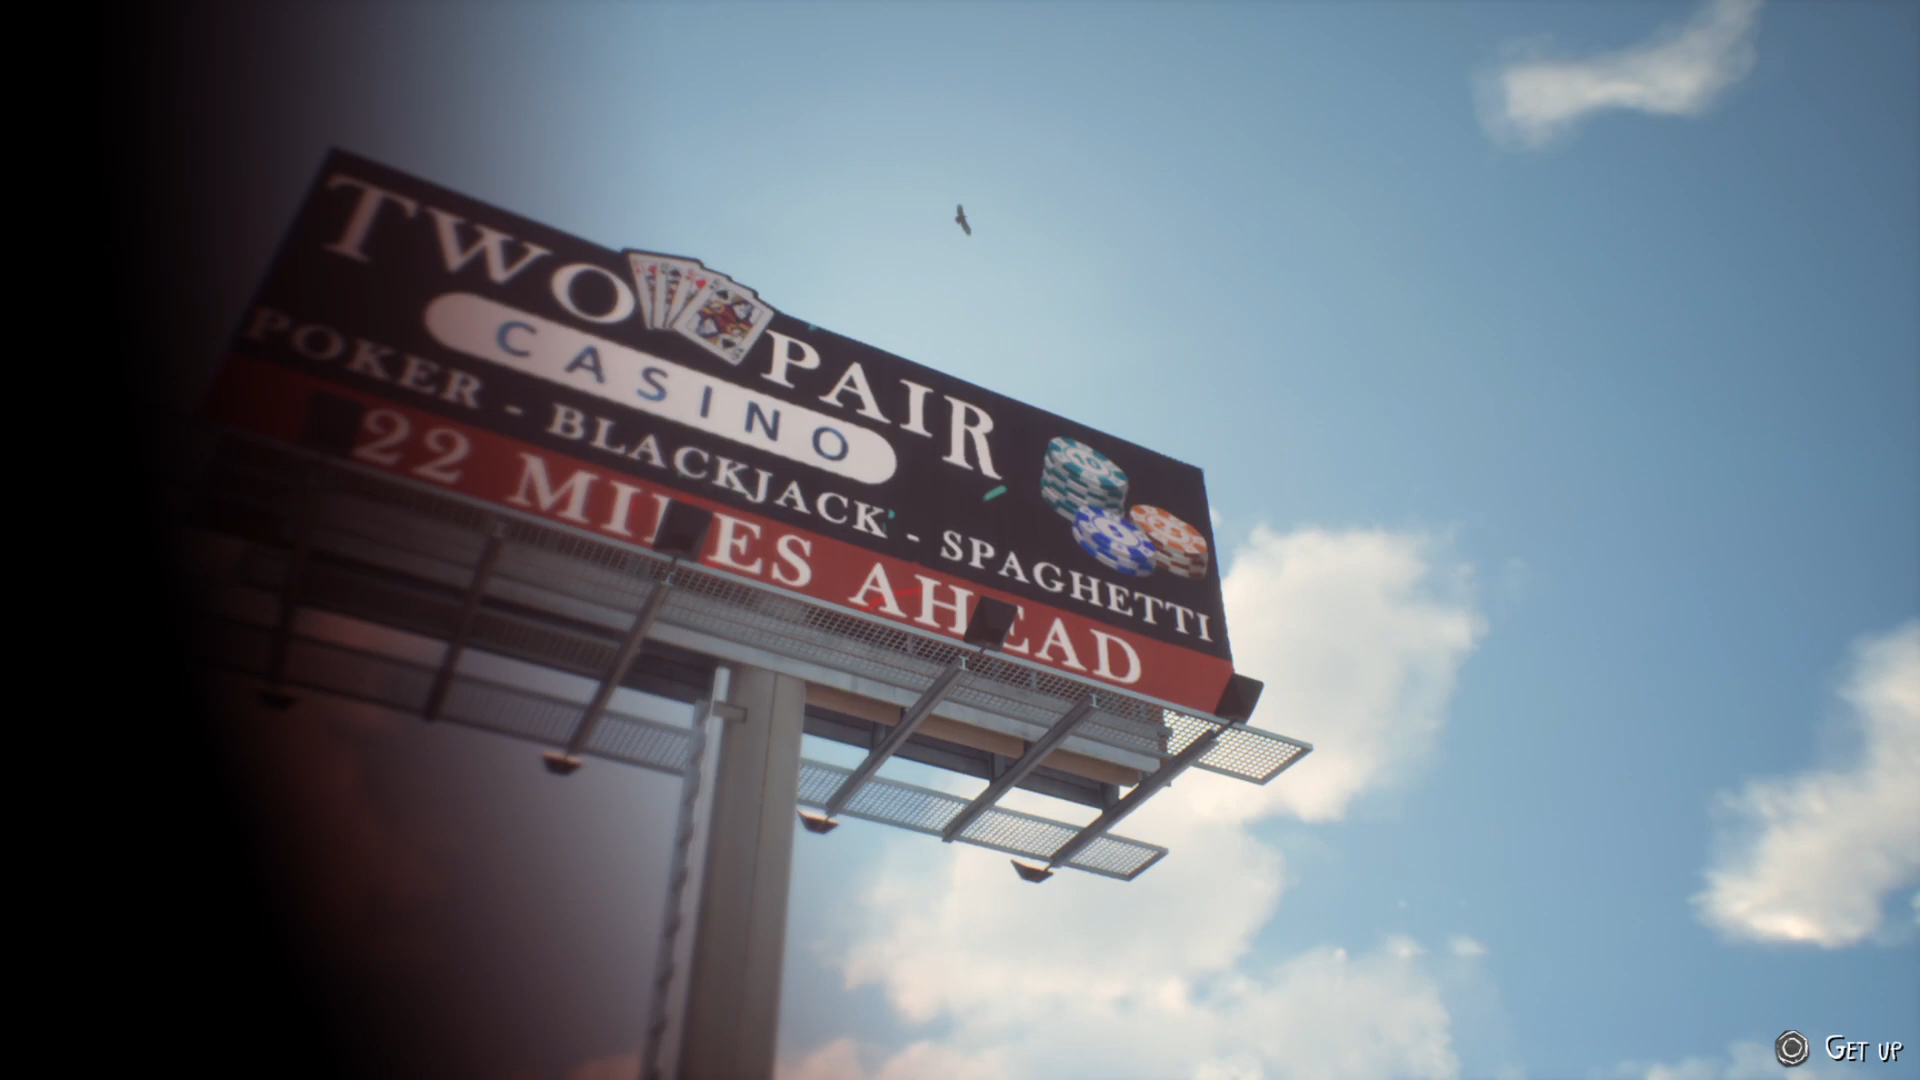 TWO PAIR
CASINO
POKER - BLACKJACK - SPAGHETTI
22 MILES AHEAD
GET UP